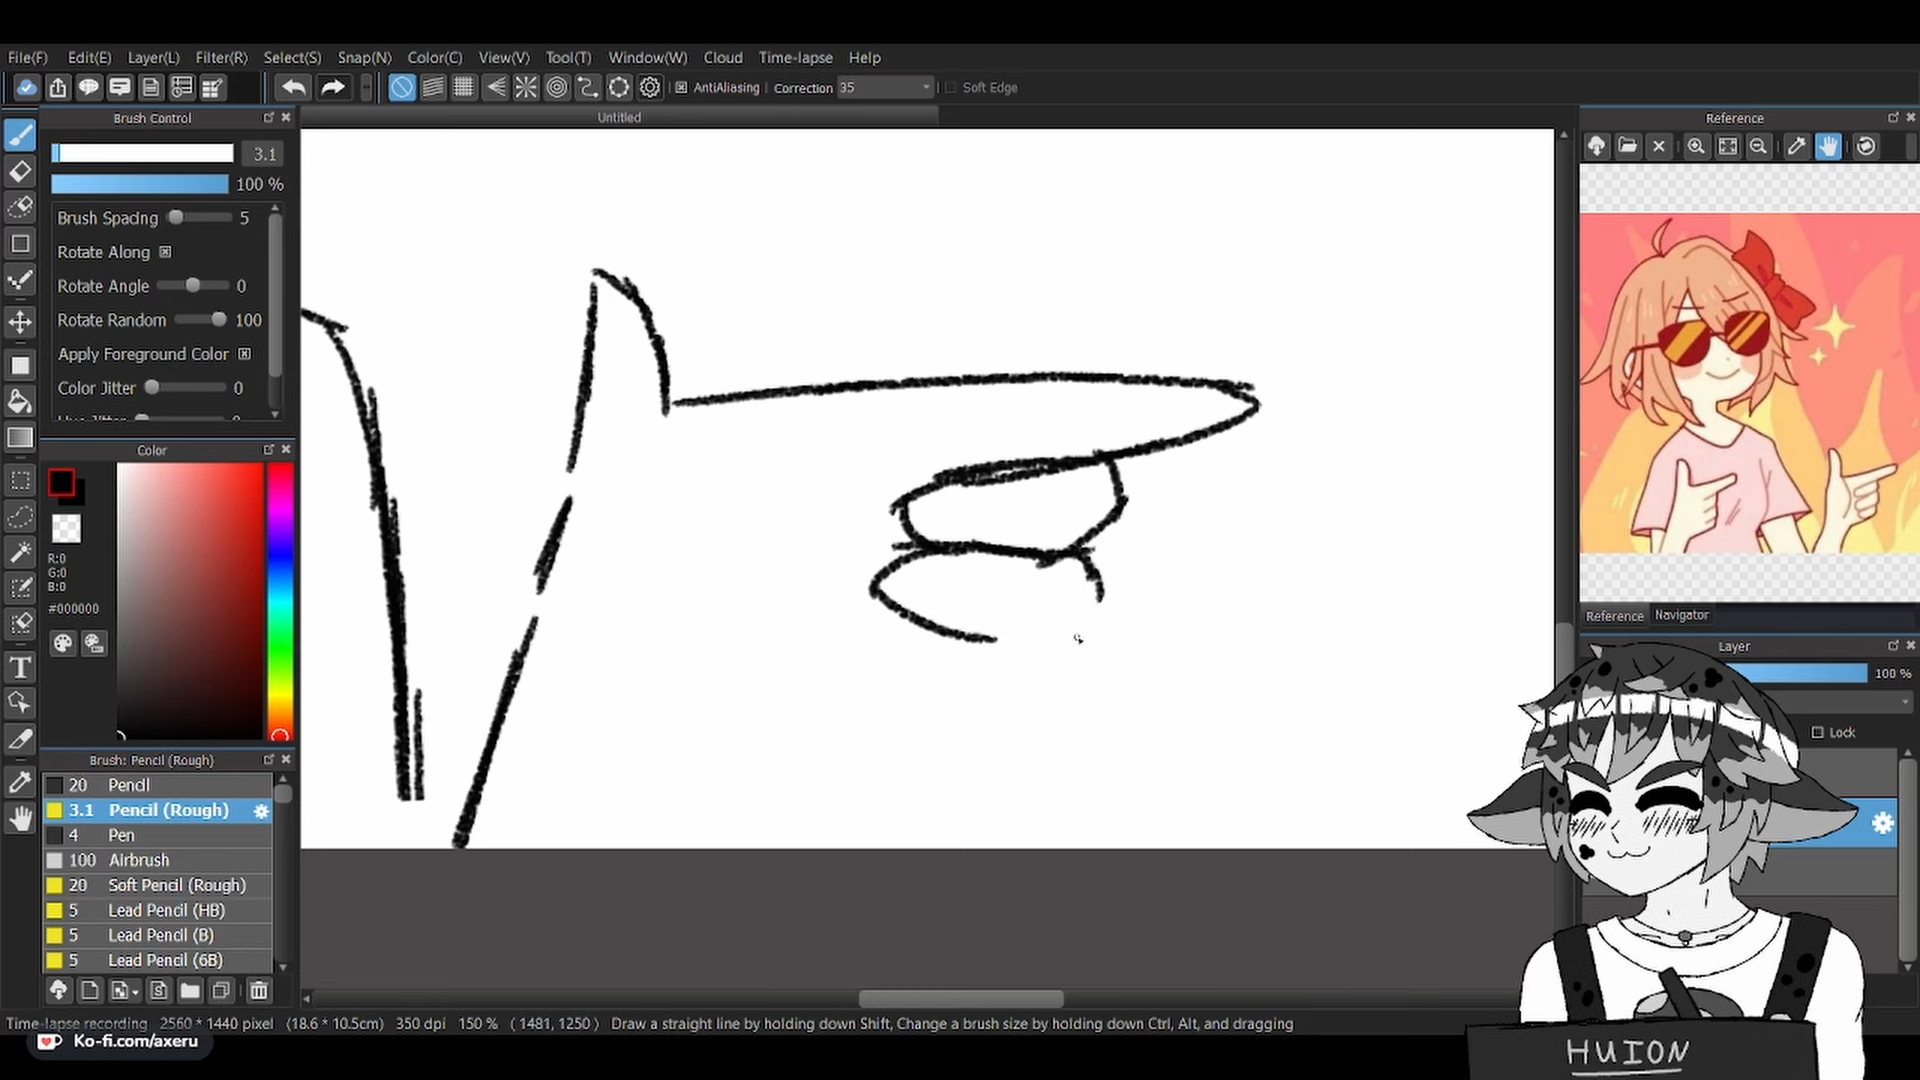 File(F) Edit(E) Layer(L) Filter(R) Select(S) Snap(N) Color(C) View(V) Tool(T) Window(W) Cloud Time-lapse Help
AntiAliasing Correction 35 Soft Edge
Brush Control
Untitled
Reference
3.1
100 %
Brush Spacing 5
Rotate Along
Rotate Angle 0
Rotate Random 100
Apply Foreground Color
Color Jitter 0
Color
R:0
G:0
B:0
#000000
Reference Navigator
Layer
100 %
Lock
Brush: Pencil (Rough)
20 Pencil
3.1 Pencil (Rough)
4 Pen
100 Airbrush
20 Soft Pencil (Rough)
5 Lead Pencil (HB)
5 Lead Pencil (B)
5 Lead Pencil (6B)
Time-lapse recording 2560 * 1440 pixel (18.6 * 10.5cm) 350 dpi 150 % ( 1481, 1250 ) Draw a straight line by holding down Shift, Change a brush size by holding down Ctrl, Alt, and dragging
Ko-fi.com/axeru
HUION